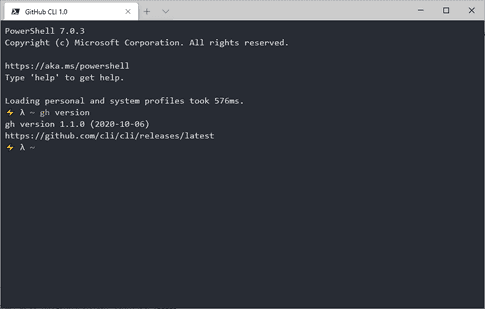 GitHub CLI 1.0
PowerShell 7.0.3
Copyright (c) Microsoft Corporation. All rights reserved.
https://aka.ms/powershell
Type 'help' to get help.
Loading personal and system profiles took 576ms.
⚡ λ ~ gh version
gh version 1.1.0 (2020-10-06)
https://github.com/cli/cli/releases/latest
⚡ λ ~